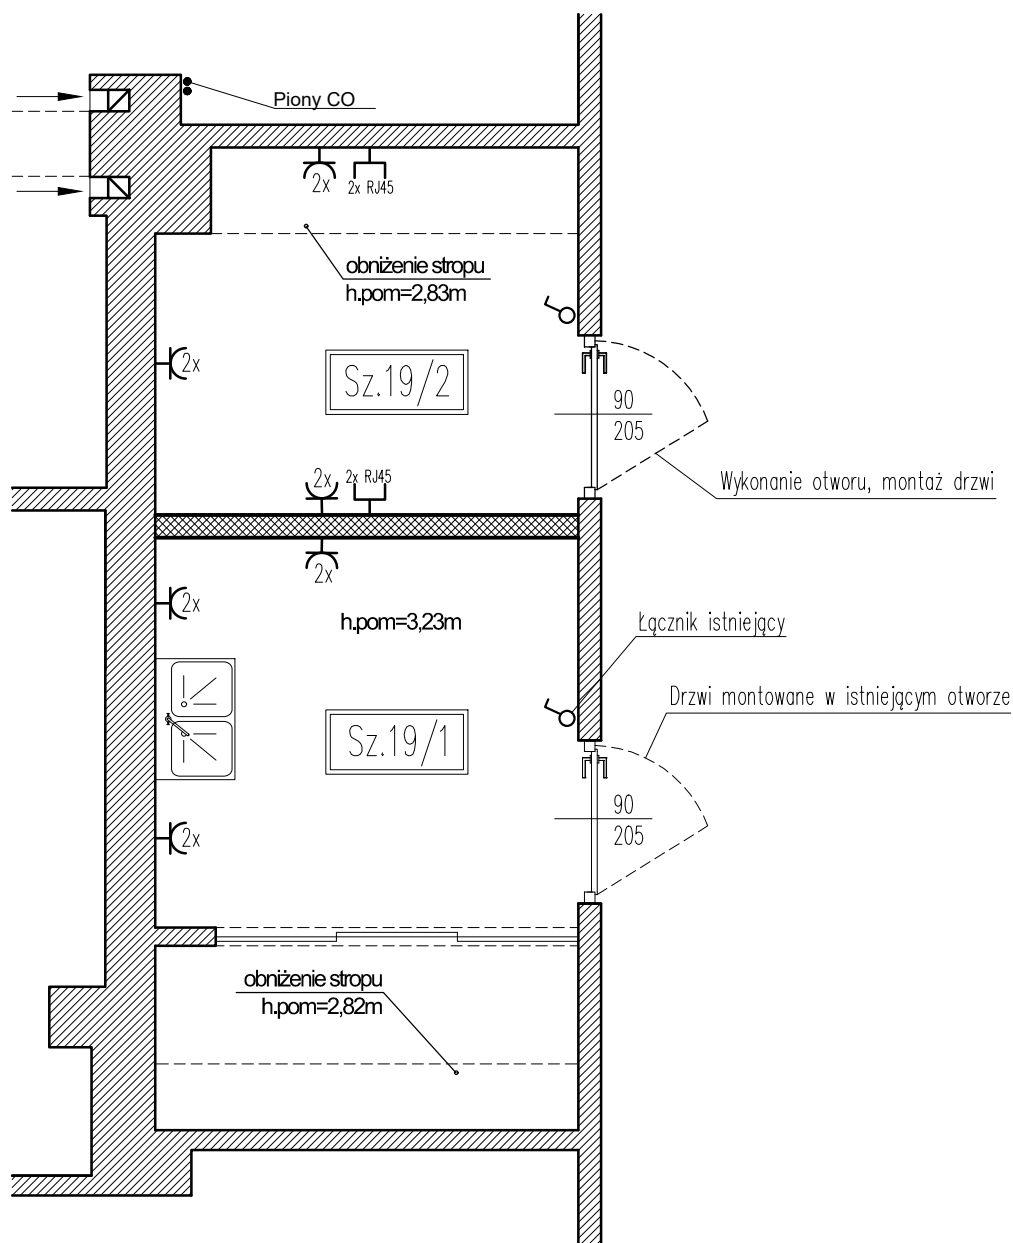 Piony CO
2x
2x RJ45
obniżenie stropu
h.pom=2,83m
2x
Sz.19/2
90
205
Wykonanie otworu, montaż drzwi
2x
2x RJ45
2x
2x
h.pom=3,23m
Łącznik istniejący
Drzwi montowane w istniejącym otworze
Sz.19/1
90
205
2x
obniżenie stropu
h.pom=2,82m